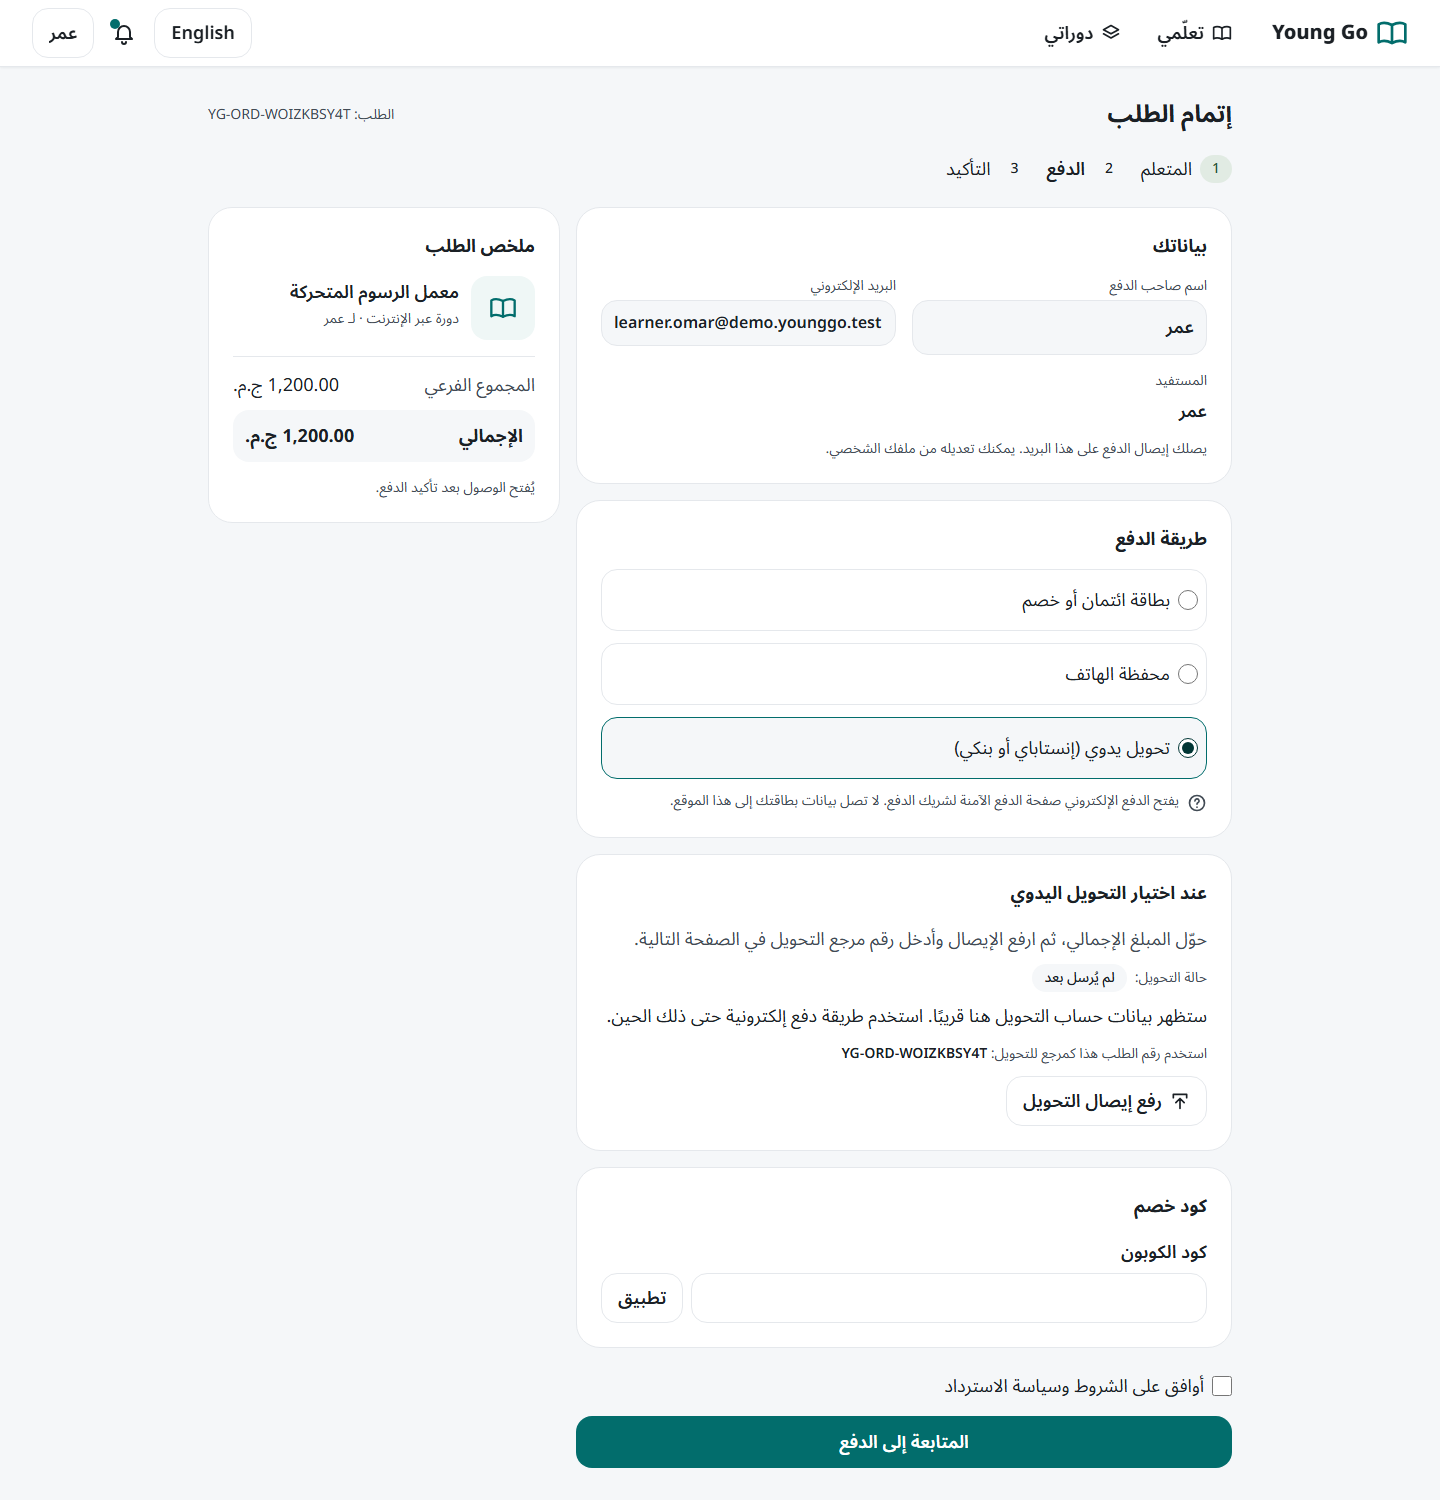 Young Go
تعلّمي
دوراتي
English
عمر
إتمام الطلب
الطلب: YG-ORD-WOIZKBSY4T
1 المتعلم 2 الدفع 3 التأكيد
بياناتك
اسم صاحب الدفع
عمر
البريد الإلكتروني
learner.omar@demo.younggo.test
المستفيد
عمر
يصلك إيصال الدفع على هذا البريد. يمكنك تعديله من ملفك الشخصي.
طريقة الدفع
بطاقة ائتمان أو خصم
محفظة الهاتف
تحويل يدوي (إنستاباي أو بنكي)
يفتح الدفع الإلكتروني صفحة الدفع الآمنة لشريك الدفع. لا تصل بيانات بطاقتك إلى هذا الموقع.
عند اختيار التحويل اليدوي
حوّل المبلغ الإجمالي، ثم ارفع الإيصال وأدخل رقم مرجع التحويل في الصفحة التالية.
حالة التحويل: لم يُرسل بعد
ستظهر بيانات حساب التحويل هنا قريبًا. استخدم طريقة دفع إلكترونية حتى ذلك الحين.
استخدم رقم الطلب هذا كمرجع للتحويل: YG-ORD-WOIZKBSY4T
رفع إيصال التحويل
كود خصم
كود الكوبون
تطبيق
أوافق على الشروط وسياسة الاسترداد
المتابعة إلى الدفع
ملخص الطلب
معمل الرسوم المتحركة
دورة عبر الإنترنت · لـ عمر
المجموع الفرعي 1,200.00 ج.م.
الإجمالي 1,200.00 ج.م.
يُفتح الوصول بعد تأكيد الدفع.